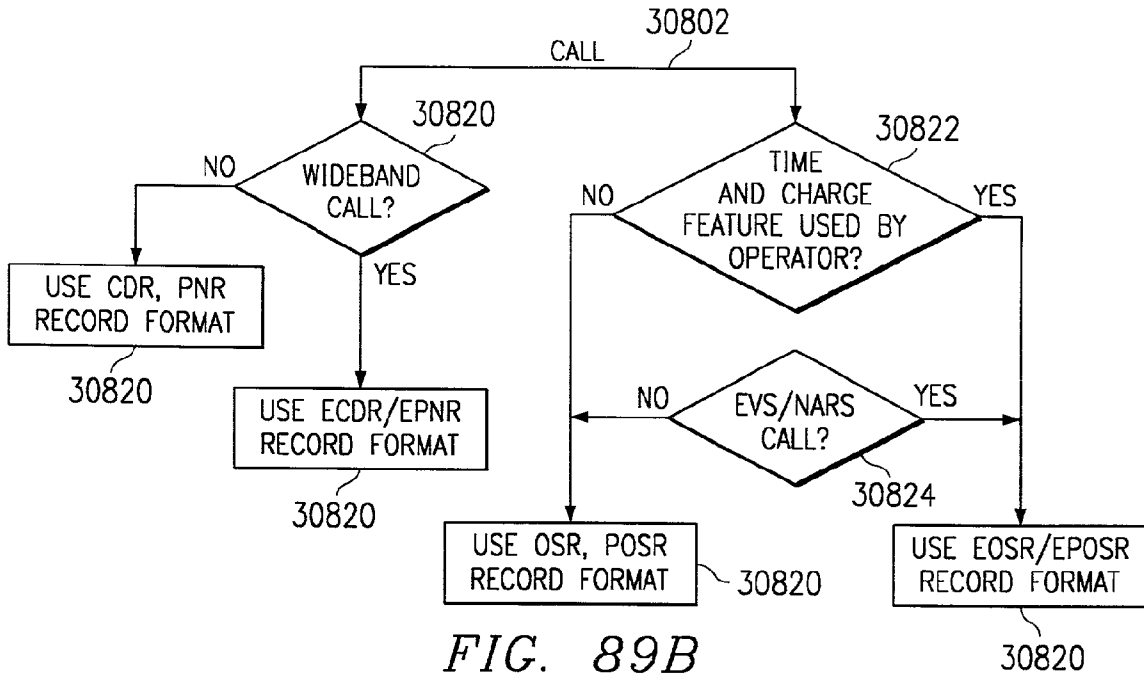 30802
CALL
30820
30822
NO
WIDEBAND
CALL?
YES
TIME
AND CHARGE
FEATURE USED BY
OPERATOR?
NO
YES
USE CDR, PNR
RECORD FORMAT
30820
USE ECDR/EPNR
RECORD FORMAT
30820
NO
EVS/NARS
CALL?
YES
30824
USE OSR, POSR
RECORD FORMAT
30820
USE EOSR/EPOSR
RECORD FORMAT
30820
FIG. 89B